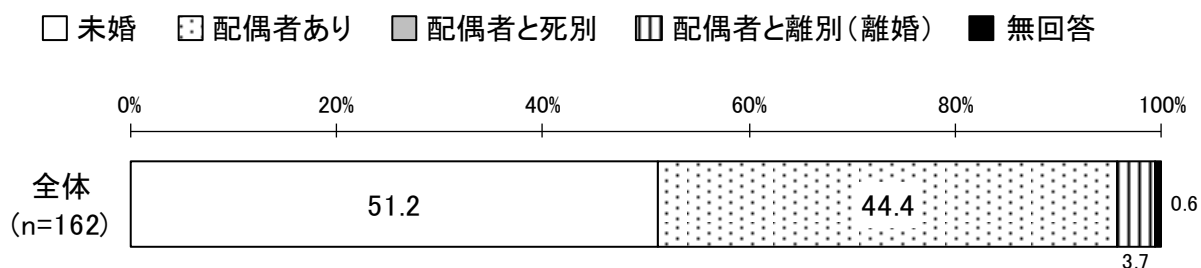 未婚 配偶者あり 配偶者と死別 配偶者と離別（離婚） 無回答
0% 20% 40% 60% 80% 100%
全体
(n=162)
51.2 44.4 0.6
3.7